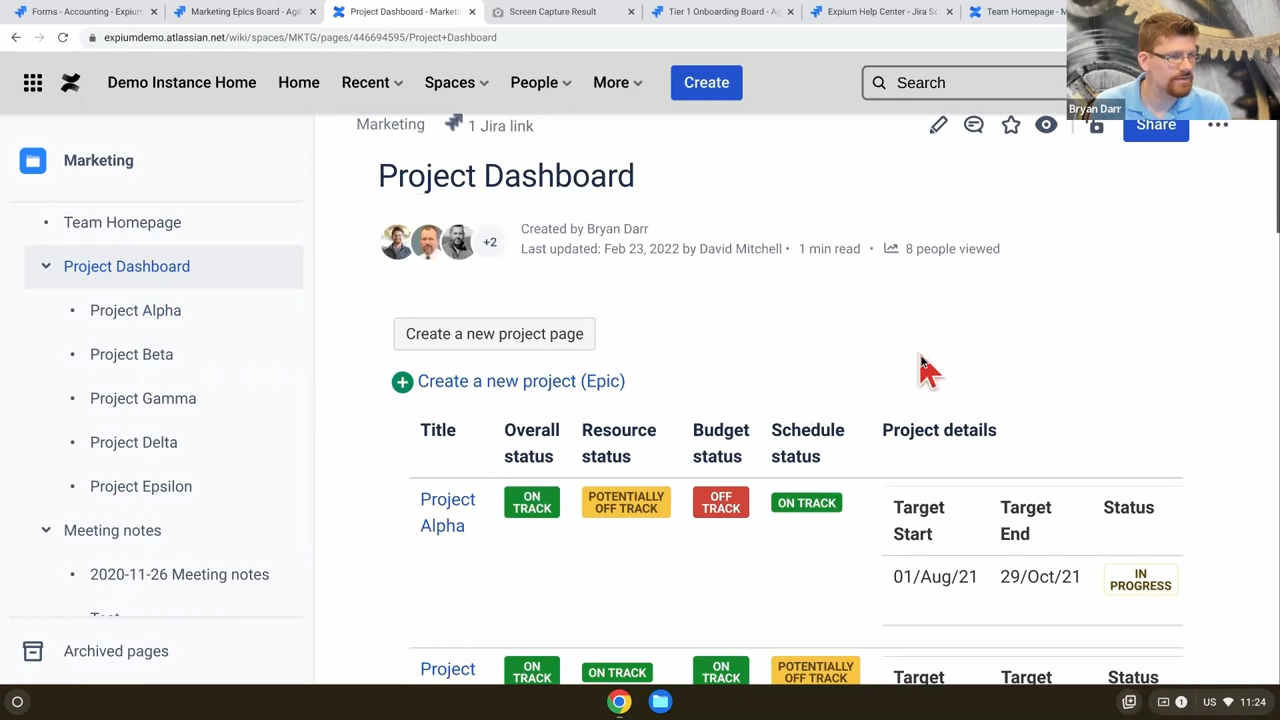 Forms - Accounting - Expium
Marketing Epics Board - Agil
Project Dashboard - Marketi
Screen Capture Result
Tier 1 Onboarding Board - Ag
Expium Help Center - Jira Se
Team Homepage - M
expiumdemo.atlassian.net/wiki/spaces/MKTG/pages/446694595/Project+Dashboard
Demo Instance Home
Home
Recent
Spaces
People
More
Create
Search
Bryan Darr
Marketing
1 Jira link
Share
Marketing
Team Homepage
Project Dashboard
Project Alpha
Project Beta
Project Gamma
Project Delta
Project Epsilon
Meeting notes
2020-11-26 Meeting notes
Archived pages
Project Dashboard
+2
Created by Bryan Darr
Last updated: Feb 23, 2022 by David Mitchell • 1 min read • 8 people viewed
Create a new project page
Create a new project (Epic)
Title
Overall status
Resource status
Budget status
Schedule status
Project details
Project Alpha
ON TRACK
POTENTIALLY OFF TRACK
OFF TRACK
ON TRACK
Target Start
Target End
Status
01/Aug/21
29/Oct/21
IN PROGRESS
Project
ON TRACK
ON TRACK
ON TRACK
POTENTIALLY OFF TRACK
Target
Target
Status
1
US
11:24